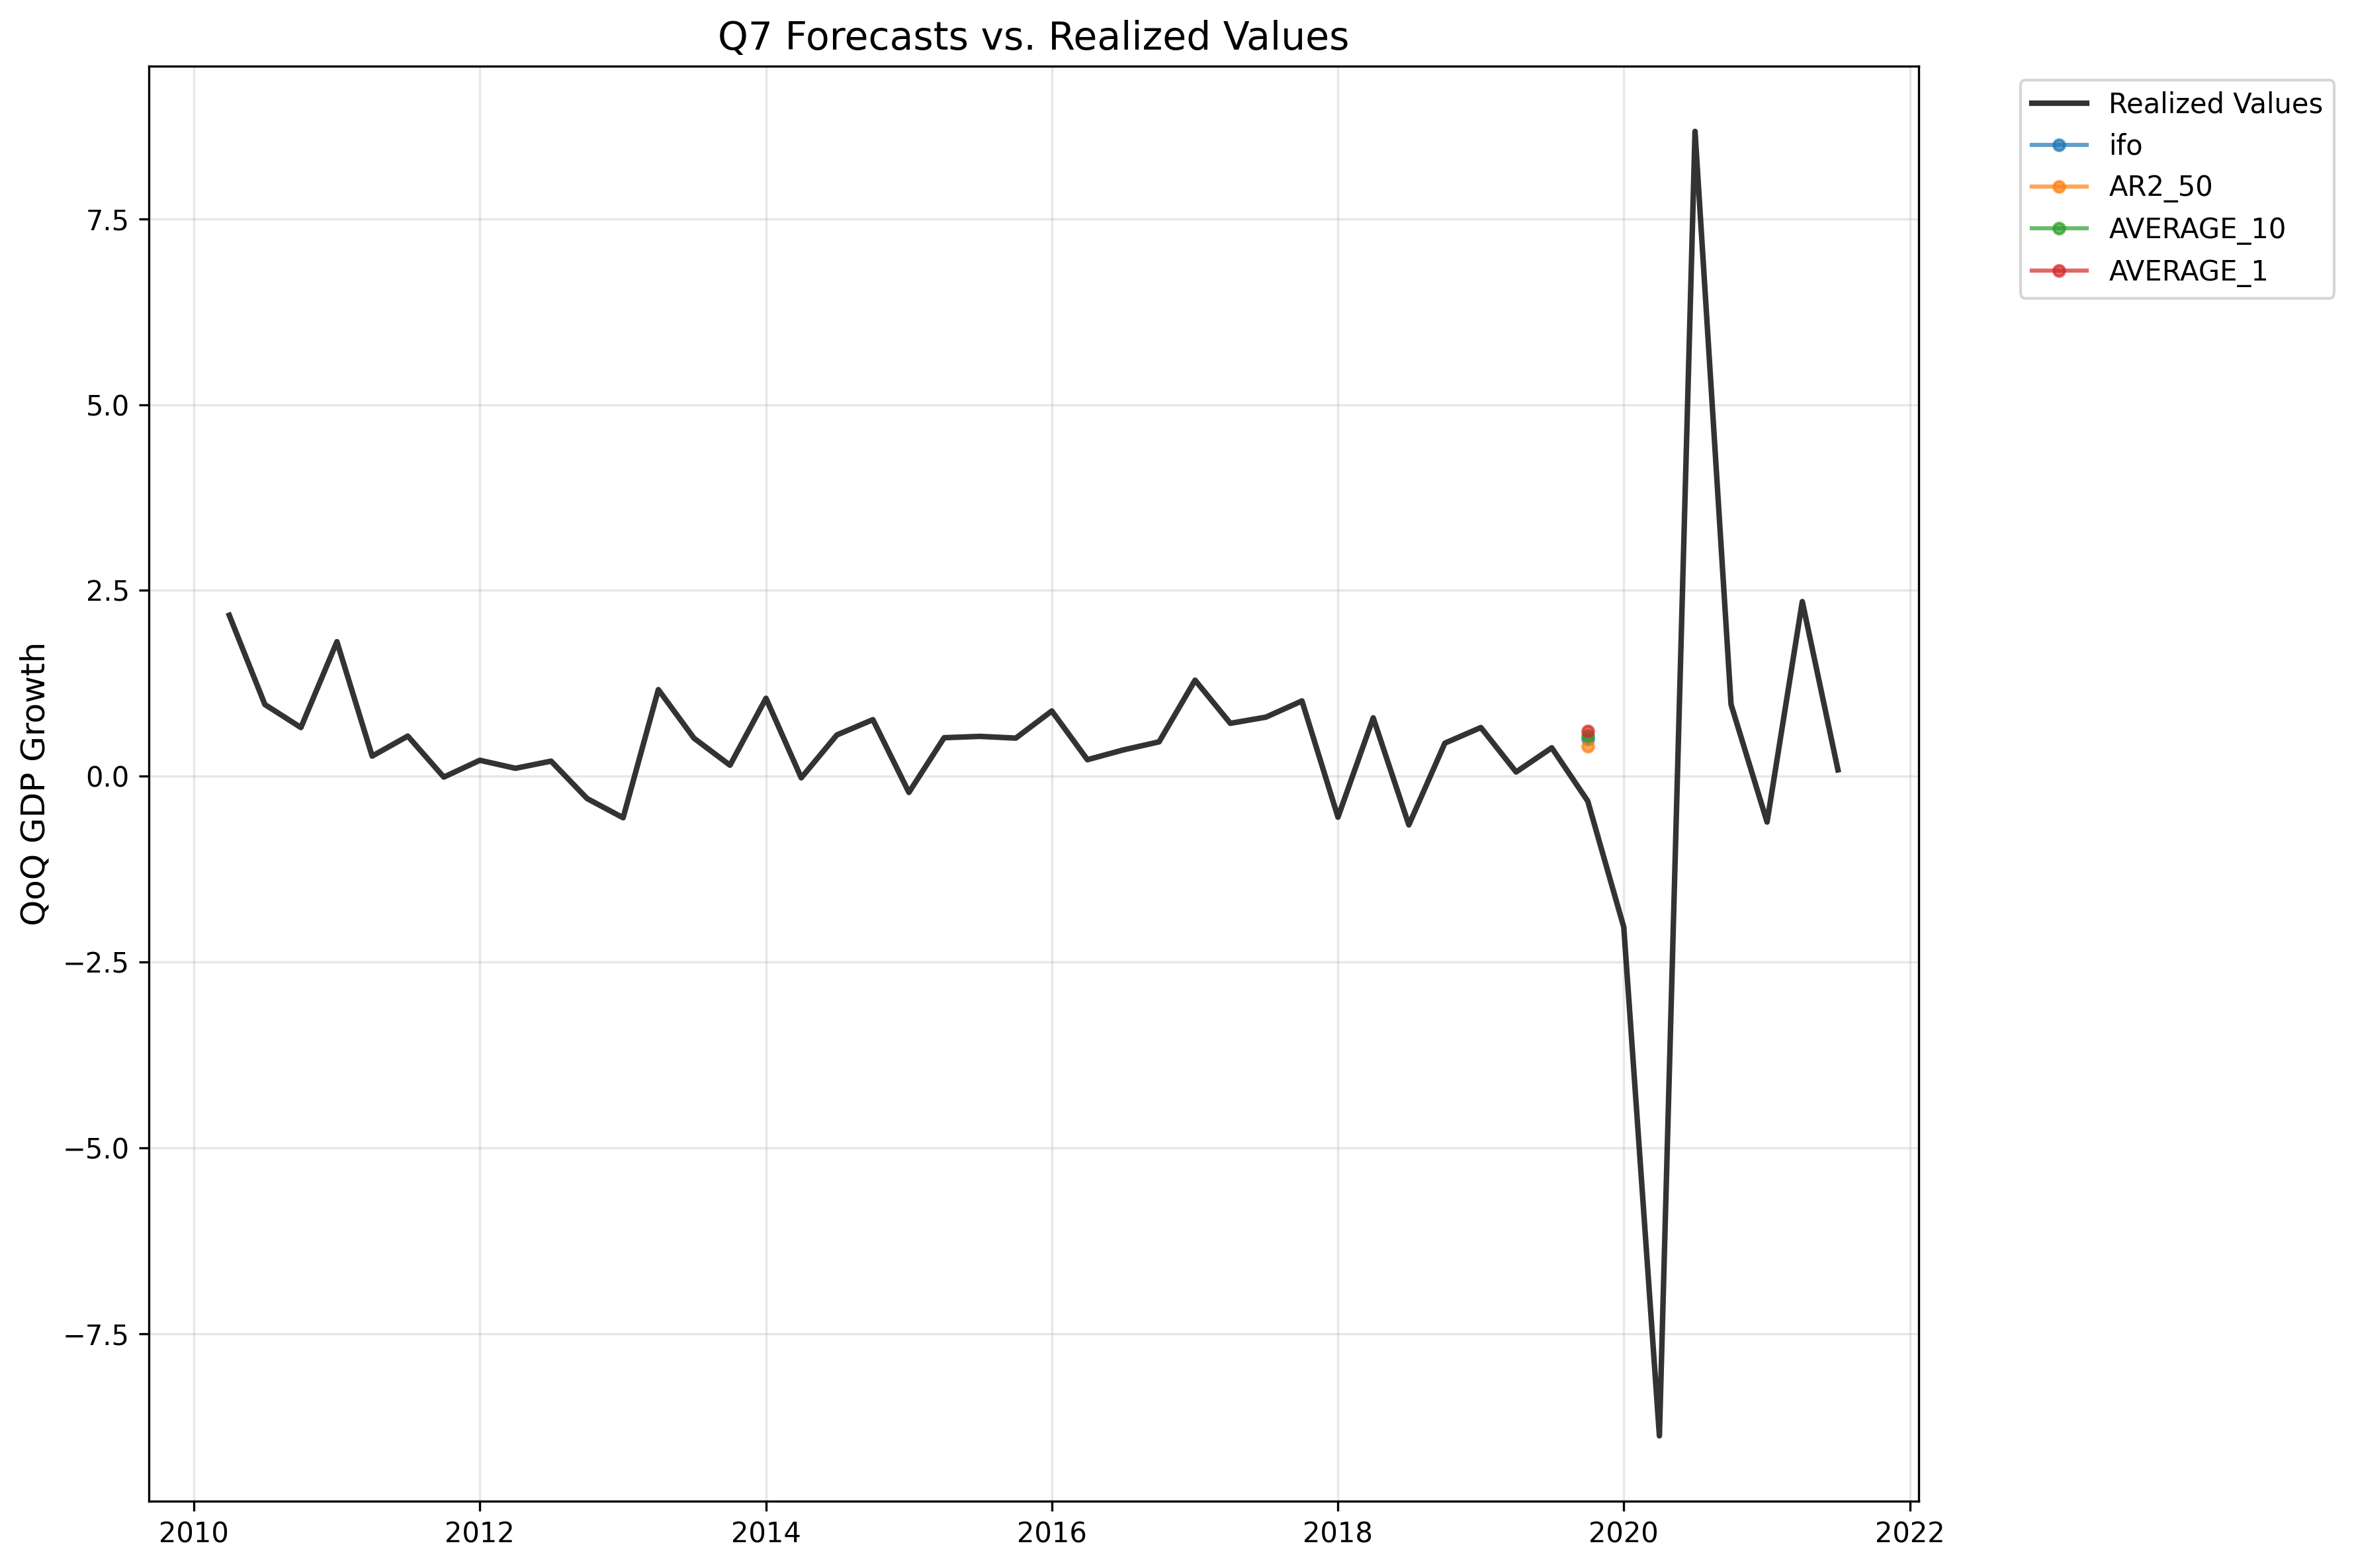 Q7 Forecasts vs. Realized Values
Realized Values
ifo
AR2_50
AVERAGE_10
AVERAGE_1
QoQ GDP Growth
7.5
5.0
2.5
0.0
−2.5
−5.0
−7.5
2010 2012 2014 2016 2018 2020 2022